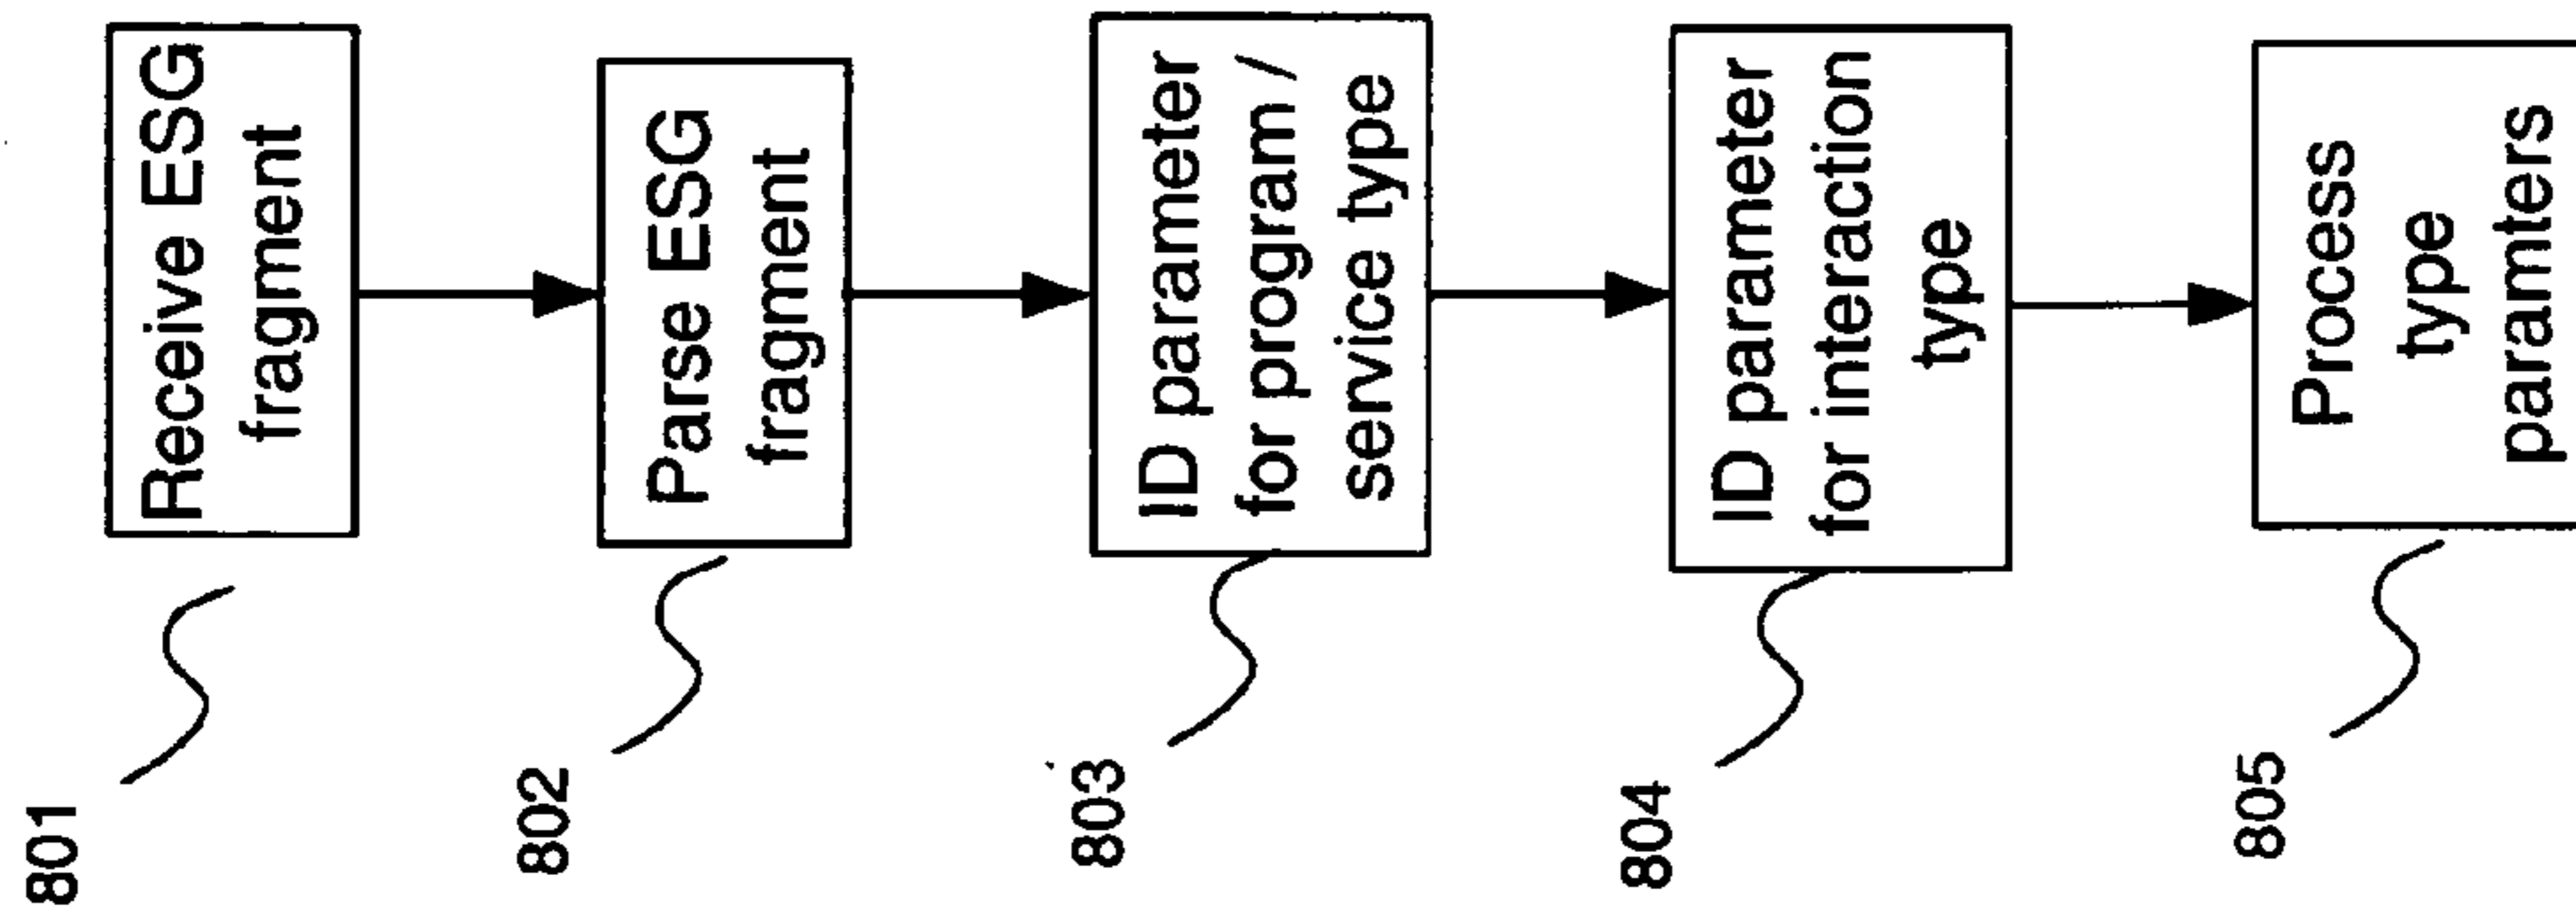 801
Receive ESG
fragment
802
Parse ESG
fragment
803
ID parameter
for program /
service type
804
ID parameter
for interaction
type
805
Process
type
paramters